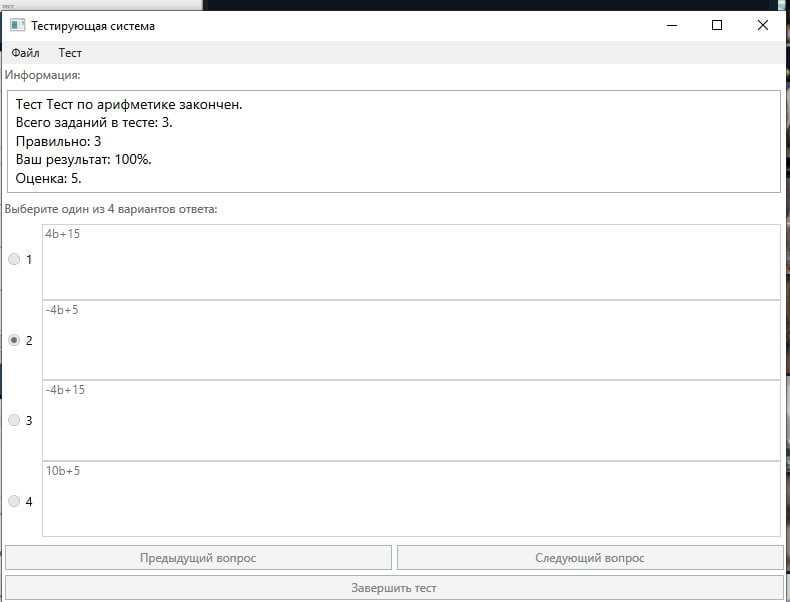 тест
Тестирующая система
Файл Тест
Информация:
Тест Тест по арифметике закончен.
Всего заданий в тесте: 3.
Правильно: 3
Ваш результат: 100%.
Оценка: 5.
Выберите один из 4 вариантов ответа:
1 4b+15
2 -4b+5
3 -4b+15
4 10b+5
Предыдущий вопрос Следующий вопрос
Завершить тест